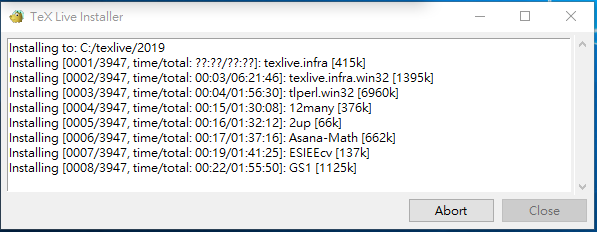 TeX Live Installer
Installing to: C:/texlive/2019
Installing [0001/3947, time/total: ??:??/??:??]: texlive.infra [415k]
Installing [0002/3947, time/total: 00:03/06:21:46]: texlive.infra.win32 [1395k]
Installing [0003/3947, time/total: 00:04/01:56:30]: tlperl.win32 [6960k]
Installing [0004/3947, time/total: 00:15/01:30:08]: 12many [376k]
Installing [0005/3947, time/total: 00:16/01:32:12]: 2up [66k]
Installing [0006/3947, time/total: 00:17/01:37:16]: Asana-Math [662k]
Installing [0007/3947, time/total: 00:19/01:41:25]: ESIEEcv [137k]
Installing [0008/3947, time/total: 00:22/01:55:50]: GS1 [1125k]
Abort Close